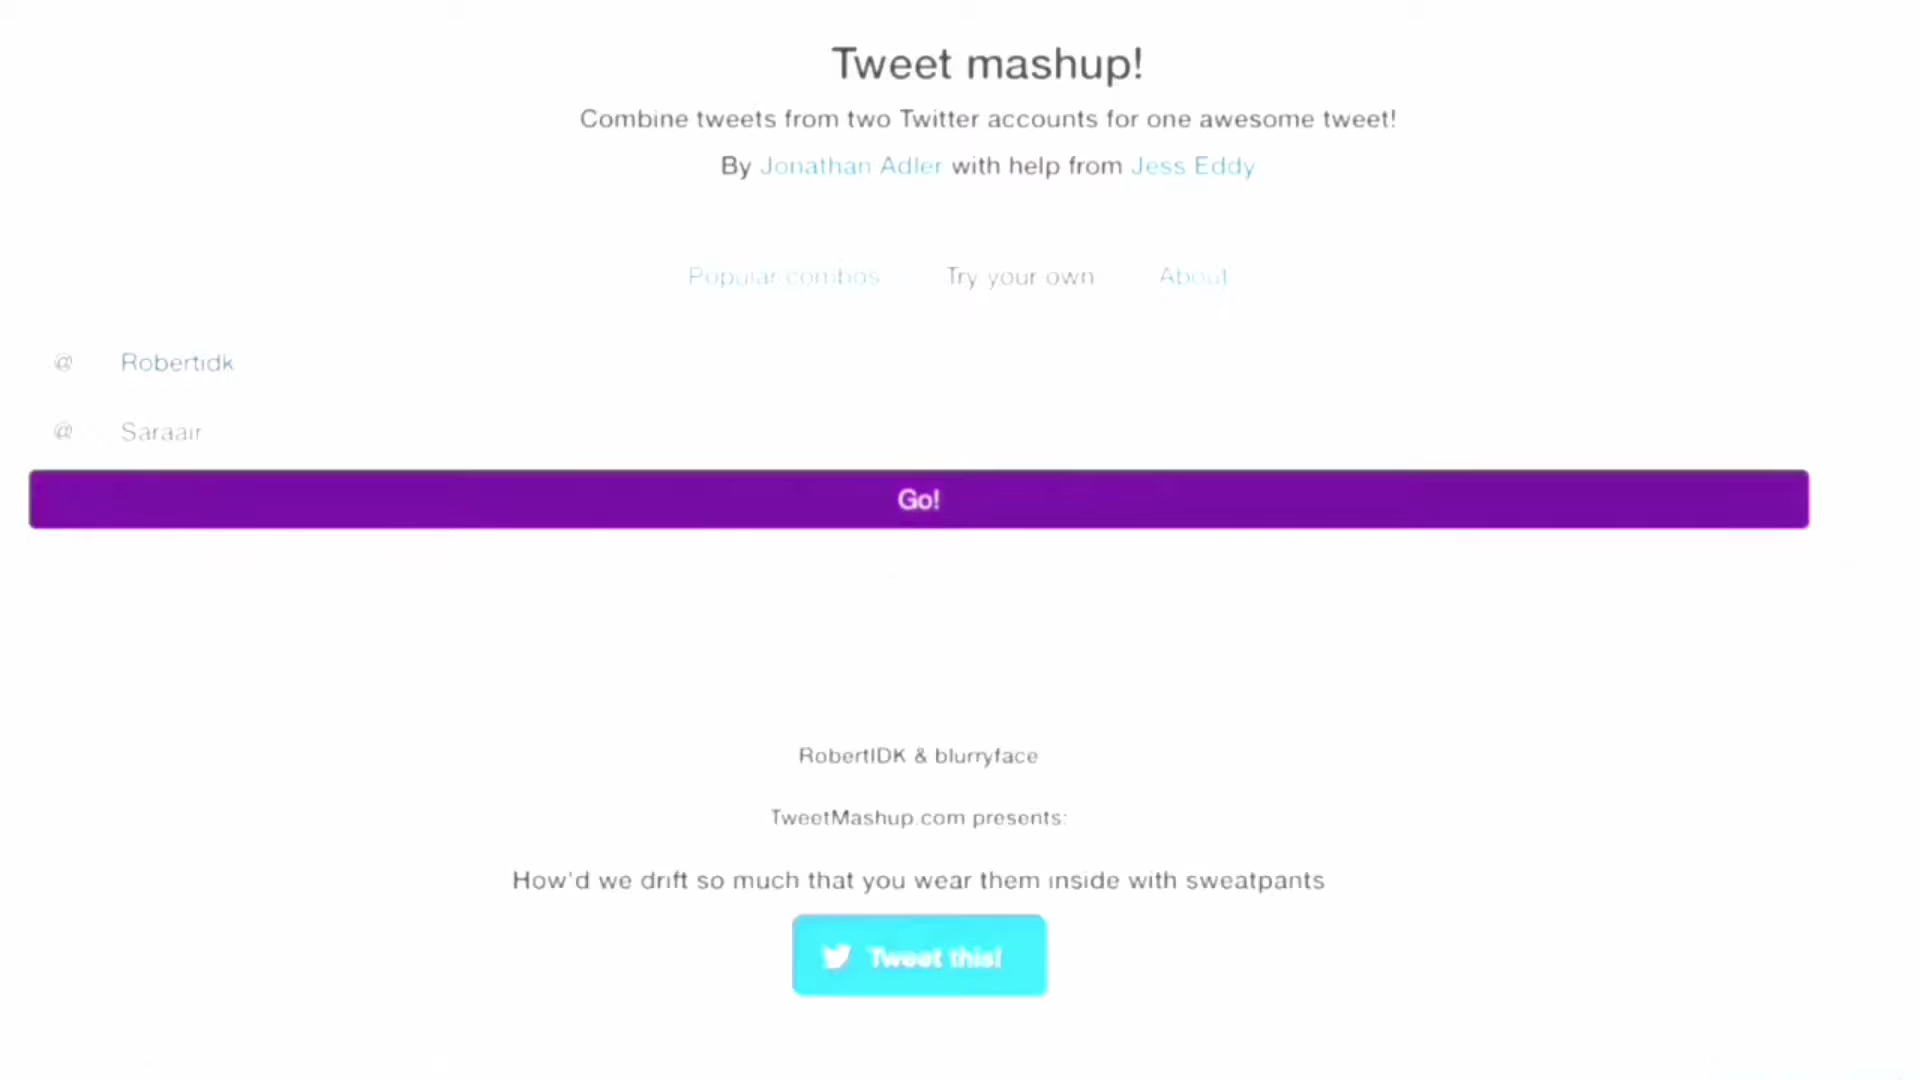 Tweet mashup!
Combine tweets from two Twitter accounts for one awesome tweet!
By Jonathan Adler with help from Jess Eddy
Popular combos Try your own About
@ Robertidk
@ Saraair
Go!
RobertIDK & blurryface
TweetMashup.com presents:
How'd we drift so much that you wear them inside with sweatpants
Tweet this!